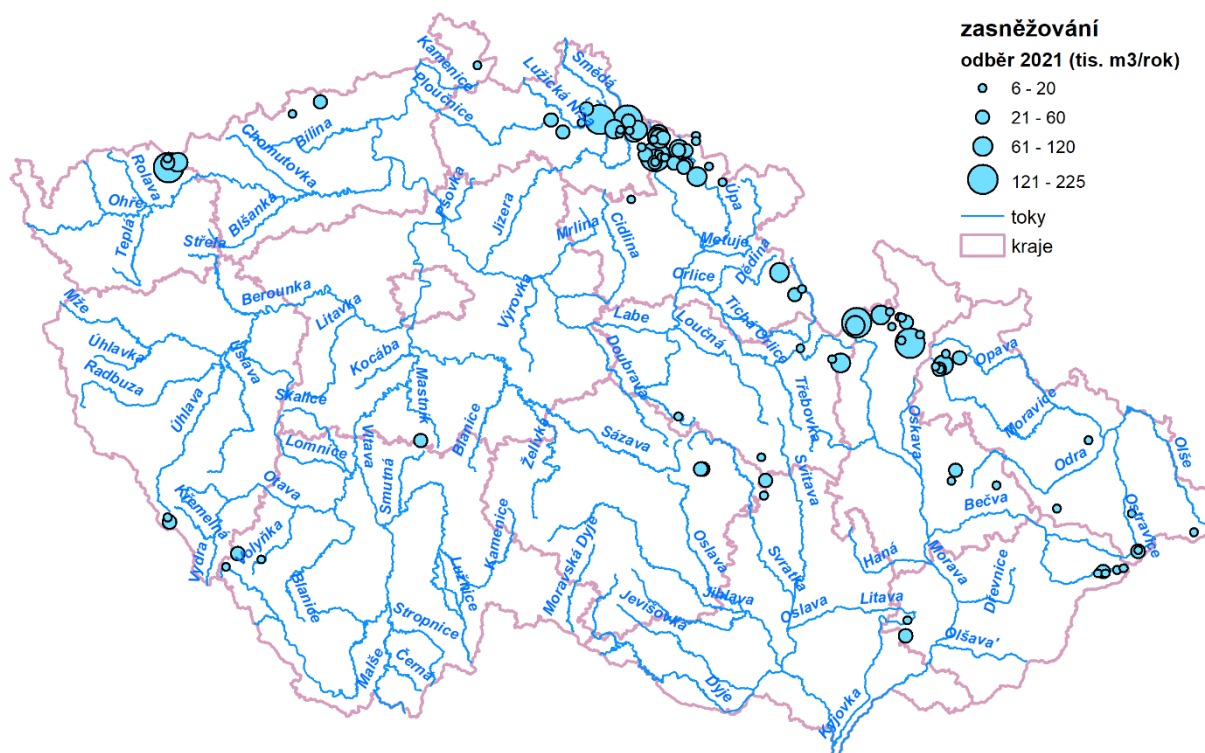 zasněžování
odběr 2021 (tis. m3/rok)
6 - 20
21 - 60
61 - 120
121 - 225
toky
kraje
Kamenice
Ploučnice
Lužická Nisa
Smědá
Bílina
Chomutovka
Rolava
Ohře
Teplá
Blšanka
Střela
Pšovka
Jizera
Mrlina
Cidlina
Úpa
Metuje
Dědina
Orlice
Tichá Orlice
Berounka
Litavka
Výrovka
Labe
Loučná
Doubrava
Mže
Úhlavka
Radbuza
Úslava
Úhlava
Kocába
Mastník
Skalice
Lomnice
Vltava
Smutná
Blanice
Želivka
Sázava
Třebovka
Svitava
Oskava
Opava
Moravice
Odra
Olše
Ostravice
Bečva
Otava
Křemelná
Vydra
Volyňka
Blanice
Lužnice
Kamenice
Moravská Dyje
Oslava
Svratka
Haná
Morava
Dřevnice
Jihlava
Jevišovka
Oslava
Litava
Olšava'
Stropnice
Malše
Černá
Dyje
Kyjovka